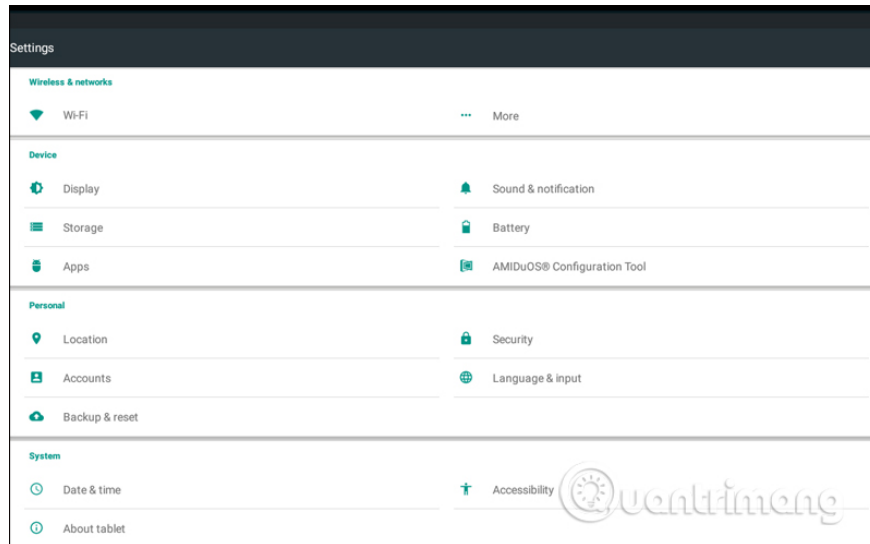 Settings
Wireless & networks
Wi-Fi
More
Device
Display
Sound & notification
Storage
Battery
Apps
AMIDuOS® Configuration Tool
Personal
Location
Security
Accounts
Language & input
Backup & reset
System
Date & time
Accessibility
Quantrimang
About tablet